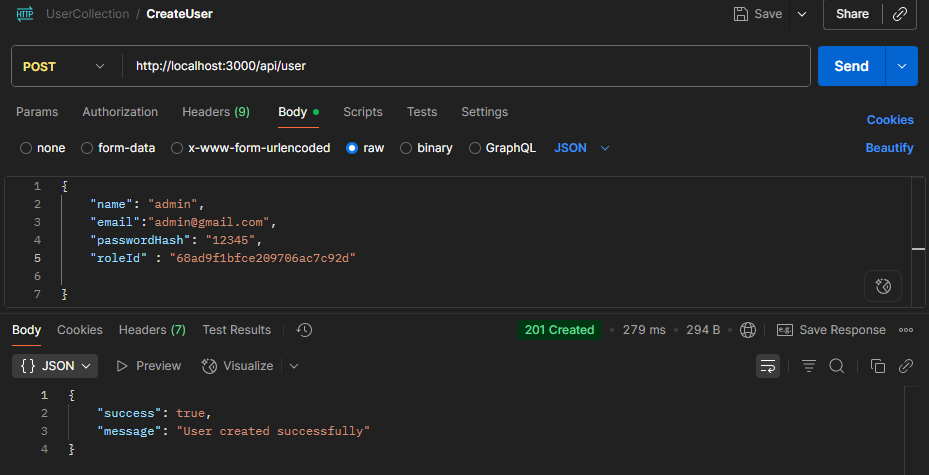 HTTP UserCollection / CreateUser Save Share
POST http://localhost:3000/api/user Send
Params Authorization Headers (9) Body Scripts Tests Settings Cookies
none form-data x-www-form-urlencoded raw binary GraphQL JSON Beautify
1 {
2 "name": "admin",
3 "email":"admin@gmail.com",
4 "passwordHash": "12345",
5 "roleId" : "68ad9f1bfce209706ac7c92d"
6
7 }
Body Cookies Headers (7) Test Results 201 Created 279 ms 294 B e.g. Save Response
{} JSON Preview Visualize
1 {
2 "success": true,
3 "message": "User created successfully"
4 }